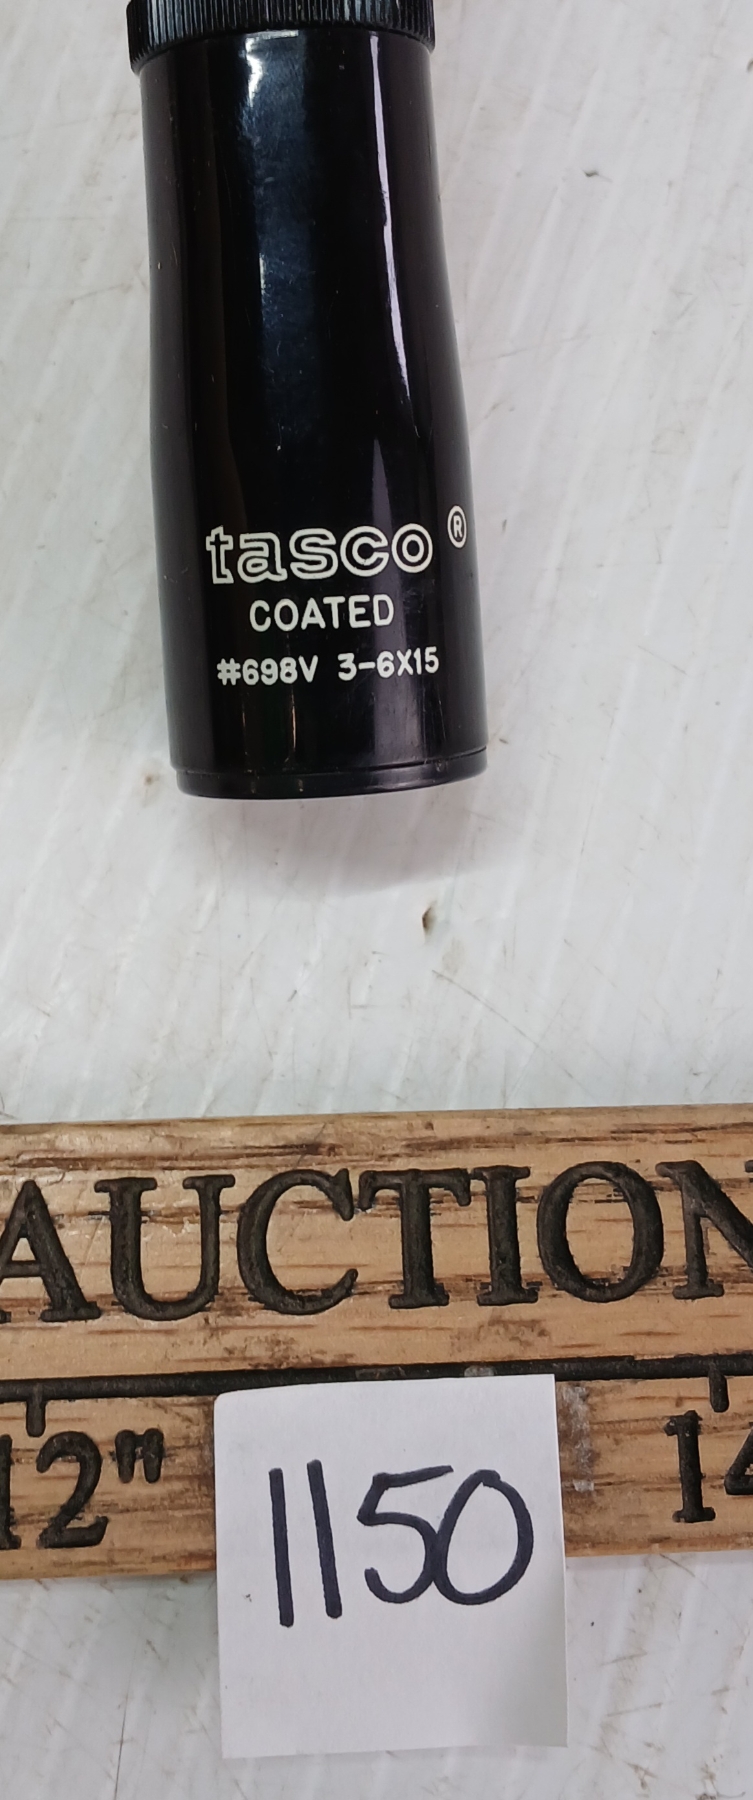 tasco ®
COATED
#698V 3-6X15
AUCTION
12" 14
1150